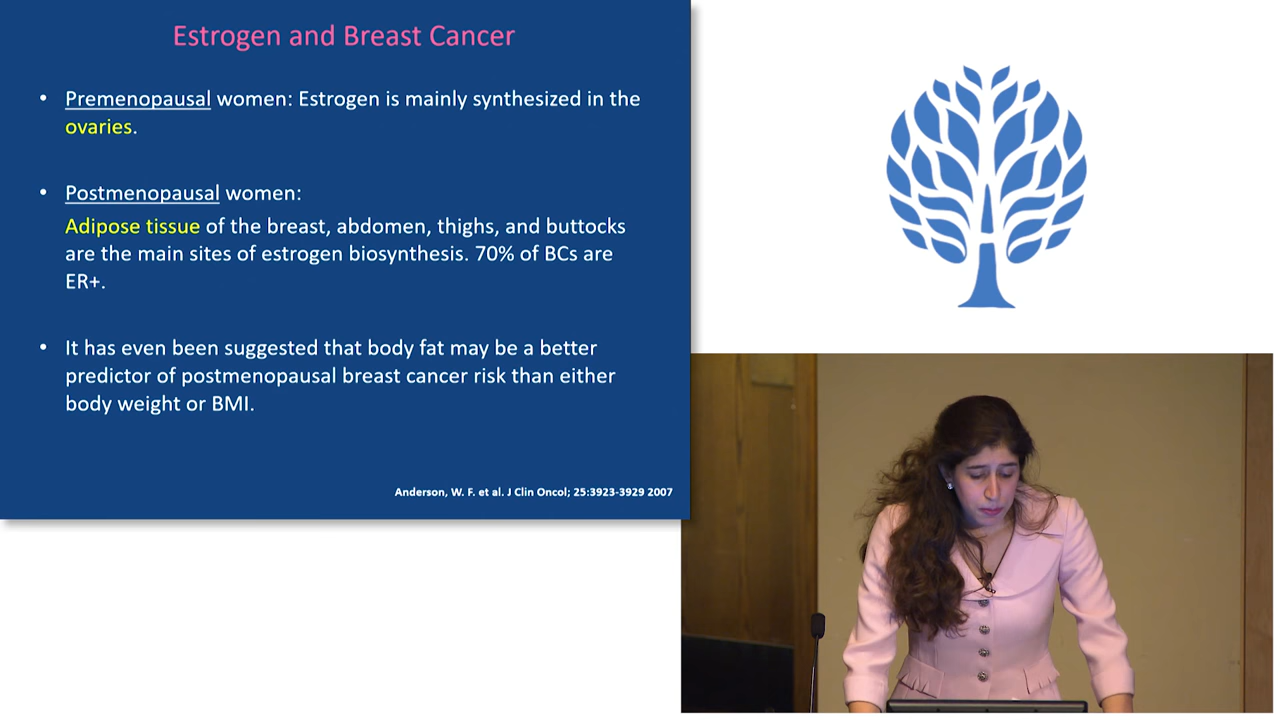 Estrogen and Breast Cancer
• Premenopausal women: Estrogen is mainly synthesized in the
ovaries.
• Postmenopausal women:
Adipose tissue of the breast, abdomen, thighs, and buttocks
are the main sites of estrogen biosynthesis. 70% of BCs are
ER+.
• It has even been suggested that body fat may be a better
predictor of postmenopausal breast cancer risk than either
body weight or BMI.
Anderson, W. F. et al. J Clin Oncol; 25:3923-3929 2007